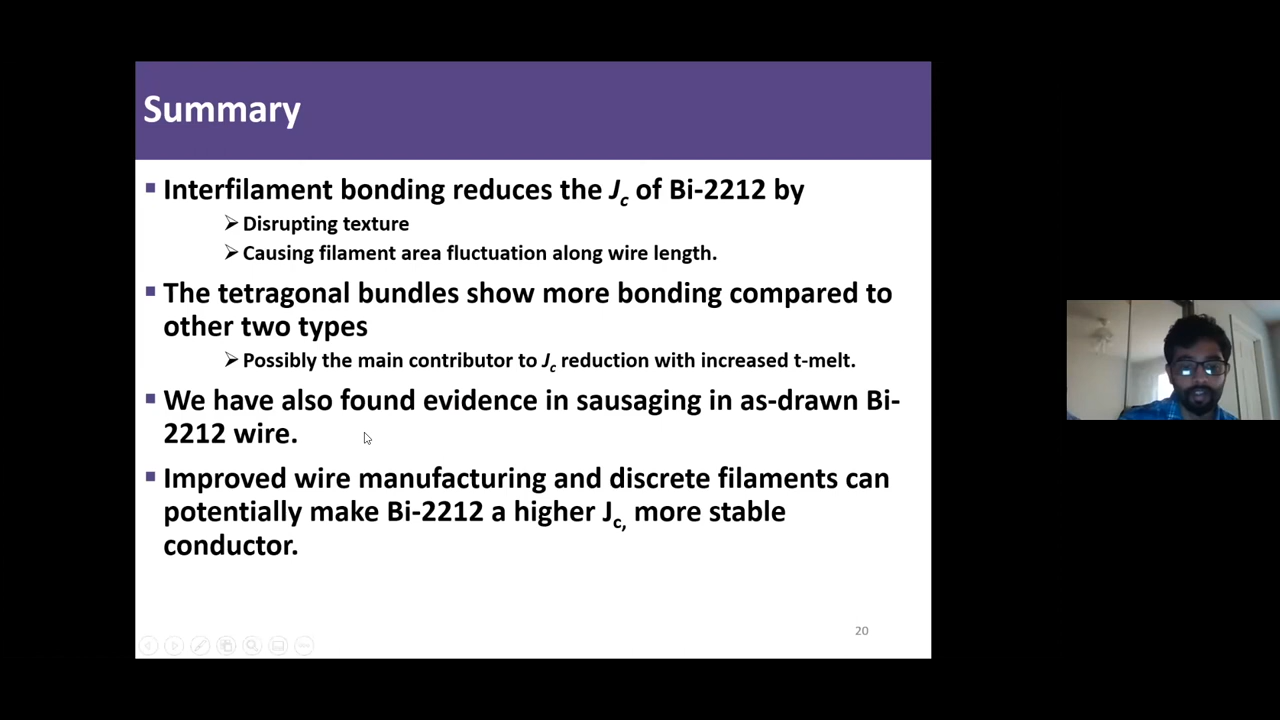 Summary
▪ Interfilament bonding reduces the Jc of Bi-2212 by
➢ Disrupting texture
➢ Causing filament area fluctuation along wire length.
▪ The tetragonal bundles show more bonding compared to
other two types
➢ Possibly the main contributor to Jc reduction with increased t-melt.
▪ We have also found evidence in sausaging in as-drawn Bi-
2212 wire.
▪ Improved wire manufacturing and discrete filaments can
potentially make Bi-2212 a higher Jc, more stable
conductor.
20